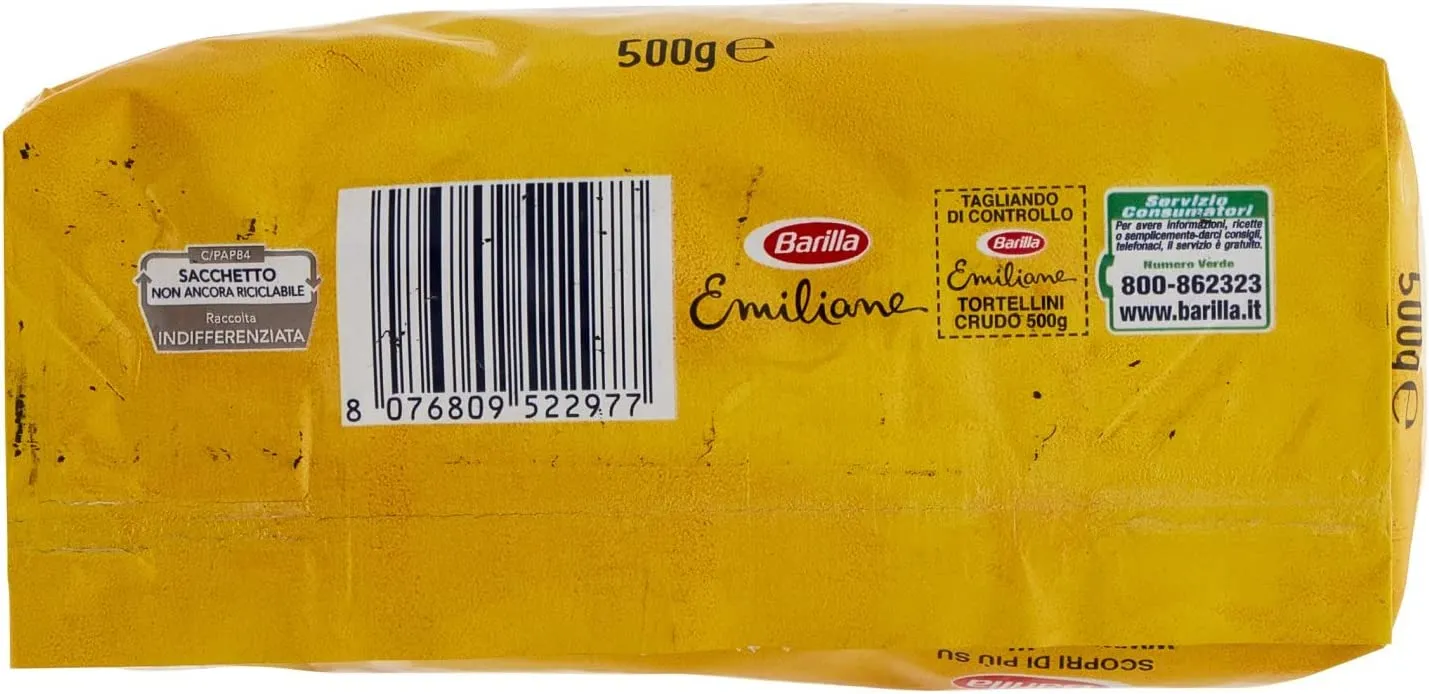 500g ℮
C/PAP84
SACCHETTO
NON ANCORA RICICLABILE
Raccolta
INDIFFERENZIATA
8 076809 522977
Barilla
Emiliane
TAGLIANDO
DI CONTROLLO
Barilla
Emiliane
TORTELLINI
CRUDO 500g
Servizio
Consumatori
Per avere informazioni, ricette
o semplicemente darci consigli,
telefonaci, il servizio è gratuito.
Numero Verde
800-862323
www.barilla.it
500g ℮
SCOPRI DI PIÙ SU
Barilla